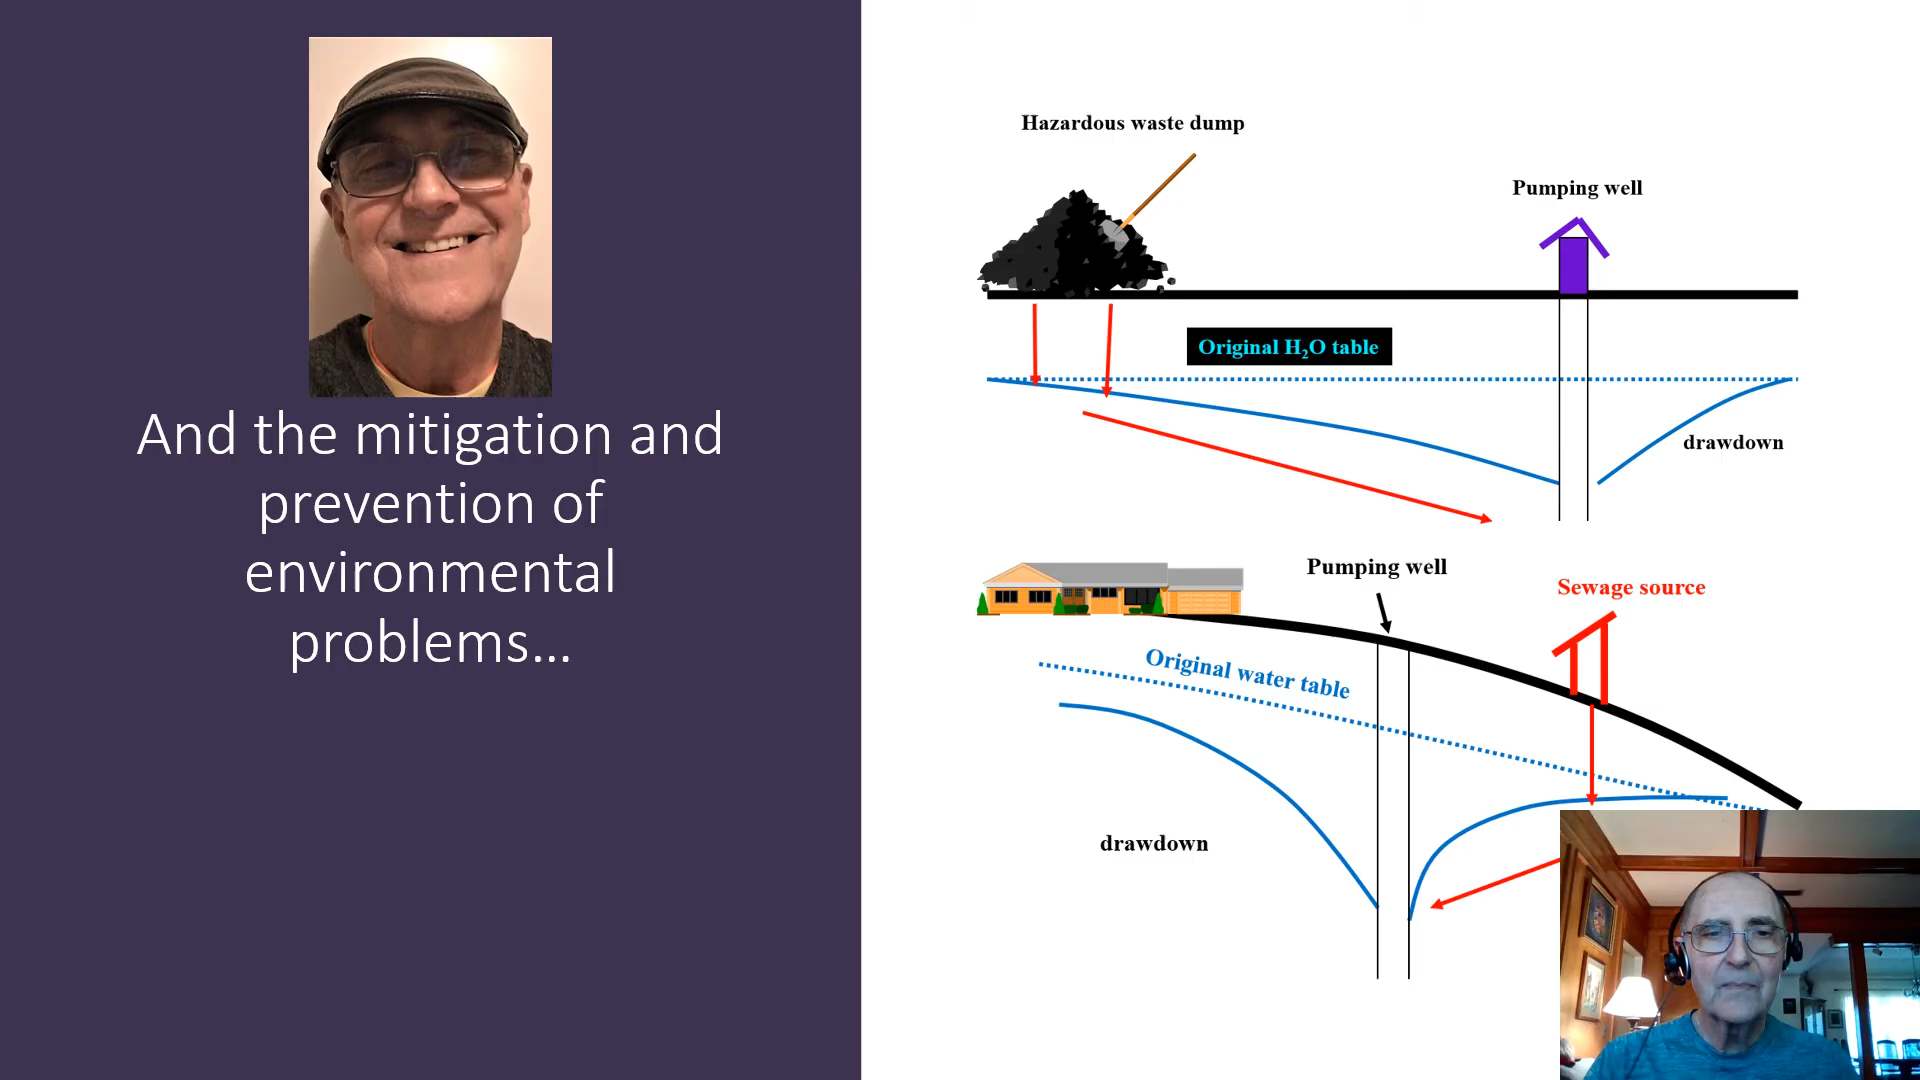 And the mitigation and
prevention of
environmental
problems...
Hazardous waste dump
Pumping well
Original H₂O table
drawdown
Pumping well
Sewage source
Original water table
drawdown